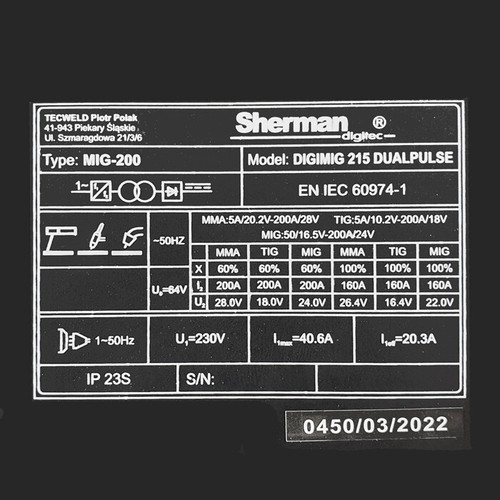 TECWELD Piotr Polak
41-943 Piekary Śląskie
Ul. Szmaragdowa 21/3/6
Sherman®
digitec
Type: MIG-200
Model: DIGIMIG 215 DUALPULSE
1~
EN IEC 60974-1
MMA:5A/20.2V-200A/28V TIG:5A/10.2V-200A/18V
MIG:50/16.5V-200A/24V
~50HZ
MMA TIG MIG MMA TIG MIG
X 60% 60% 60% 100% 100% 100%
I₂ 200A 200A 200A 160A 160A 160A
U₀=64V
U₂ 28.0V 18.0V 24.0V 26.4V 16.4V 22.0V
1~50Hz
U₁=230V
I₁max=40.6A
I₁eff=20.3A
IP 23S
S/N:
0450/03/2022